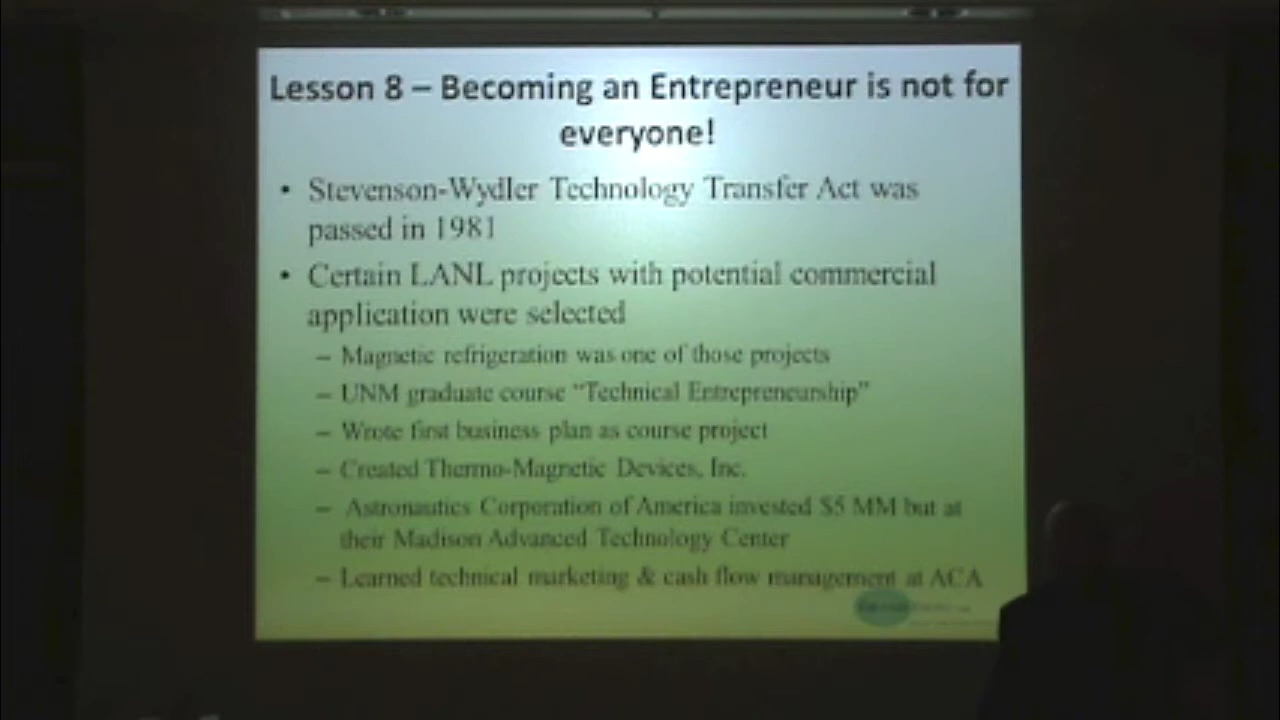 Lesson 8 – Becoming an Entrepreneur is not for
everyone!
• Stevenson-Wydler Technology Transfer Act was
passed in 1981
• Certain LANL projects with potential commercial
application were selected
– Magnetic refrigeration was one of those projects
– UNM graduate course “Technical Entrepreneurship”
– Wrote first business plan as course project
– Created Thermo-Magnetic Devices, Inc.
– Astronautics Corporation of America invested $5 MM but at
their Madison Advanced Technology Center
– Learned technical marketing & cash flow management at ACA